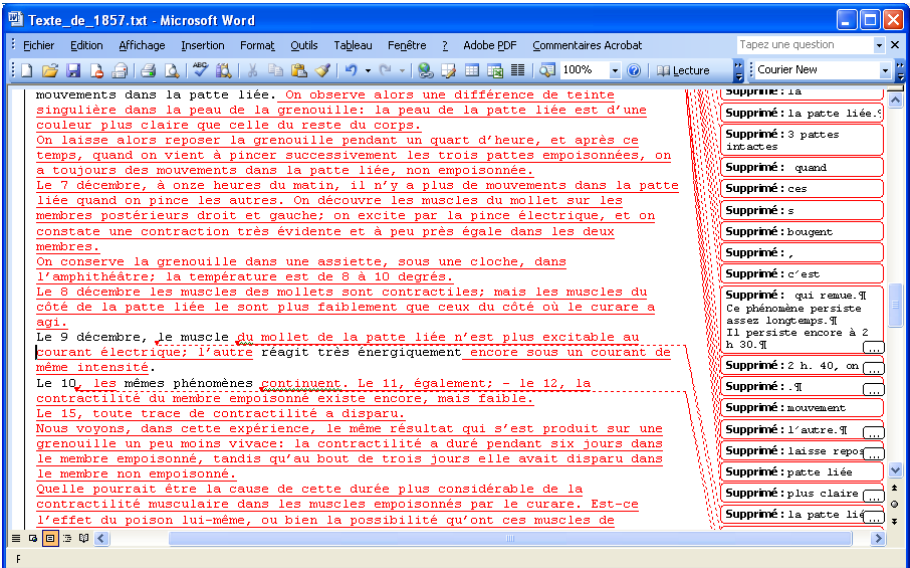 Texte_de_1857.txt - Microsoft Word
Fichier Edition Affichage Insertion Format Outils Tableau Fenêtre ? Adobe PDF Commentaires Acrobat
Tapez une question
100%
Lecture
Courier New
mouvements dans la patte liée. On observe alors une différence de teinte
singulière dans la peau de la grenouille: la peau de la patte liée est d’une
couleur plus claire que celle du reste du corps.
On laisse alors reposer la grenouille pendant un quart d’heure, et après ce
temps, quand on vient à pincer successivement les trois pattes empoisonnées, on
a toujours des mouvements dans la patte liée, non empoisonnée.
Le 7 décembre, à onze heures du matin, il n’y a plus de mouvements dans la patte
liée quand on pince les autres. On découvre les muscles du mollet sur les
membres postérieurs droit et gauche; on excite par la pince électrique, et on
constate une contraction très évidente et à peu près égale dans les deux
membres.
On conserve la grenouille dans une assiette, sous une cloche, dans
l’amphithéâtre; la température est de 8 à 10 degrés.
Le 8 décembre les muscles des mollets sont contractiles; mais les muscles du
côté de la patte liée le sont plus faiblement que ceux du côté où le curare a
agi.
Le 9 décembre, le muscle du mollet de la patte liée n’est plus excitable au
courant électrique; l’autre réagit très énergiquement encore sous un courant de
même intensité.
Le 10, les mêmes phénomènes continuent. Le 11, également; - le 12, la
contractilité du membre empoisonné existe encore, mais faible.
Le 15, toute trace de contractilité a disparu.
Nous voyons, dans cette expérience, le même résultat qui s’est produit sur une
grenouille un peu moins vivace: la contractilité a duré pendant six jours dans
le membre empoisonné, tandis qu’au bout de trois jours elle avait disparu dans
le membre non empoisonné.
Quelle pourrait être la cause de cette durée plus considérable de la
contractilité musculaire dans les muscles empoisonnés par le curare. Est-ce
l’effet du poison lui-même, ou bien la possibilité qu’ont ces muscles de
Supprimé : la
Supprimé : la patte liée.¶
Supprimé : 3 pattes
intactes
Supprimé : quand
Supprimé : ces
Supprimé : s
Supprimé : bougent
Supprimé : ,
Supprimé : c’est
Supprimé : qui remue.¶
Ce phénomène persiste
assez longtemps.¶
Il persiste encore à 2
h 30.¶
...
Supprimé : 2 h. 40, on ...
Supprimé : .¶ ...
Supprimé : mouvement
Supprimé : l’autre.¶ ...
Supprimé : laisse repos ...
Supprimé : patte liée
Supprimé : plus claire ...
Supprimé : la patte lié ...
F